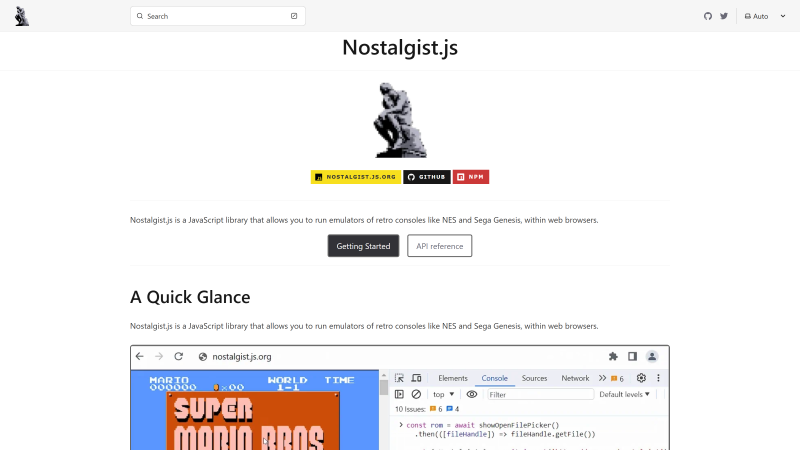 Search
Auto
Nostalgist.js
NOSTALGIST.JS.ORG
GITHUB
NPM
Nostalgist.js is a JavaScript library that allows you to run emulators of retro consoles like NES and Sega Genesis, within web browsers.
Getting Started
API reference
A Quick Glance
Nostalgist.js is a JavaScript library that allows you to run emulators of retro consoles like NES and Sega Genesis, within web browsers.
nostalgist.js.org
MARIO WORLD TIME
000000 ×00 1-1
SUPER
MARIO BROS
Elements Console Sources Network 6
top Filter Default levels
10 Issues: 6 4
const rom = await showOpenFilePicker()
.then(([fileHandle]) => fileHandle.getFile())